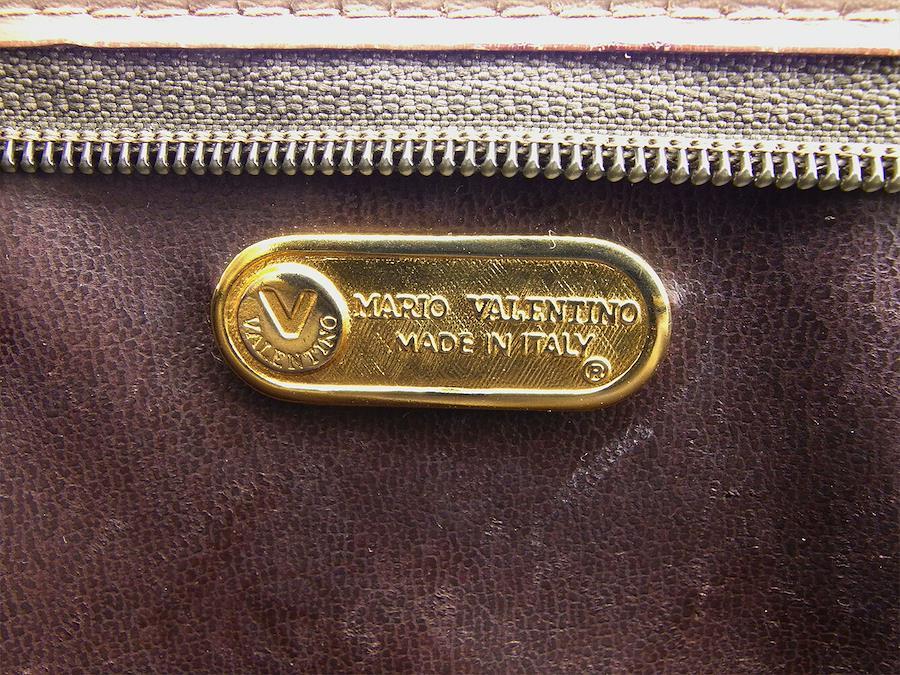 V
VALENTINO
MARIO VALENTINO
MADE IN ITALY
®